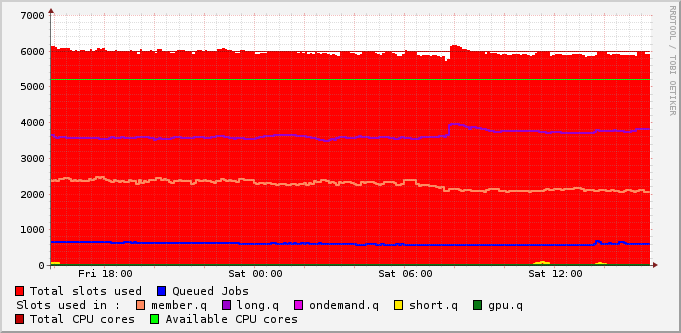 7000
6000
5000
4000
3000
2000
1000
0
Fri 18:00 Sat 00:00 Sat 06:00 Sat 12:00
RRDTOOL / TOBI OETIKER
Total slots used Queued Jobs
Slots used in : member.q long.q ondemand.q short.q gpu.q
Total CPU cores Available CPU cores